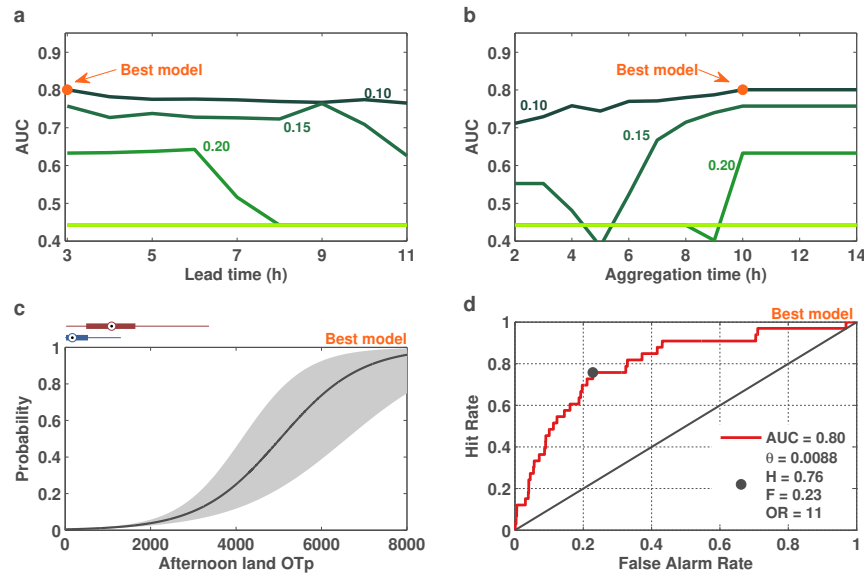 a
0.9
0.8
0.7
0.6
0.5
0.4
AUC
Best model
0.10
0.15
0.20
3
5
7
9
11
Lead time (h)
b
0.9
0.8
0.7
0.6
0.5
0.4
AUC
Best model
0.10
0.15
0.20
2
4
6
8
10
12
14
Aggregation time (h)
c
Best model
1
0.8
0.6
0.4
0.2
0
Probability
0
2000
4000
6000
8000
Afternoon land OTp
d
Best model
1
0.8
0.6
0.4
0.2
0
Hit Rate
AUC = 0.80
θ = 0.0088
H = 0.76
F = 0.23
OR = 11
0
0.2
0.4
0.6
0.8
1
False Alarm Rate